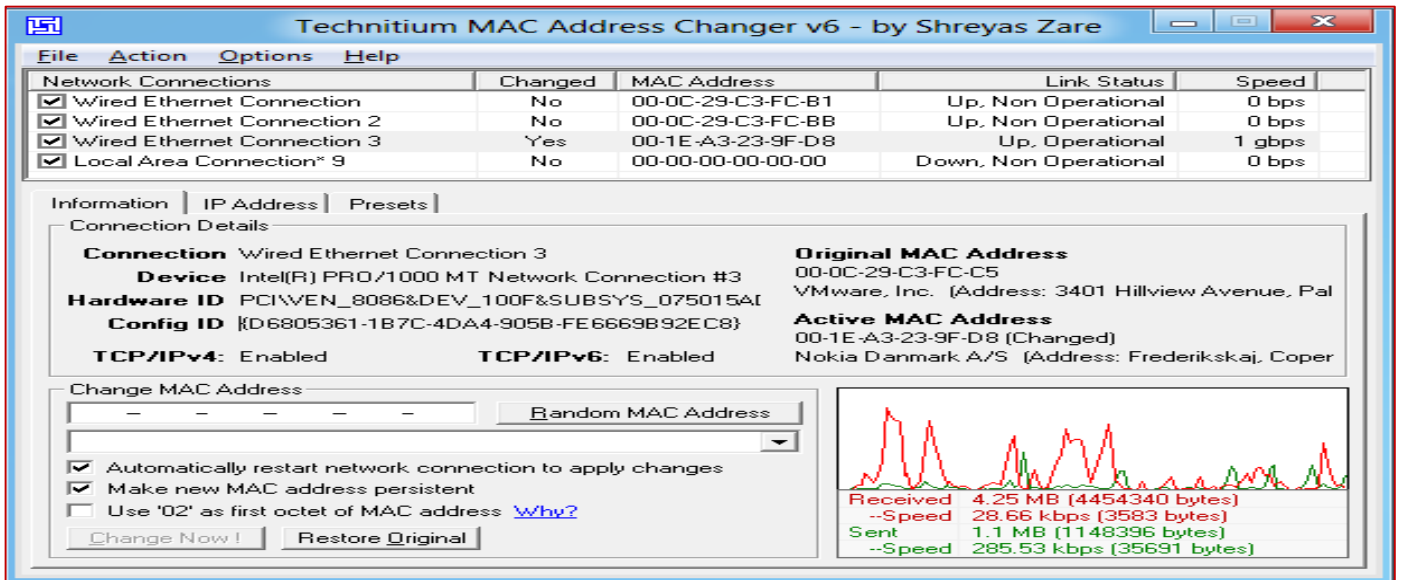 Technitium MAC Address Changer v6 - by Shreyas Zare
File Action Options Help
Network Connections Changed MAC Address Link Status Speed
Wired Ethernet Connection No 00-0C-29-C3-FC-B1 Up, Non Operational 0 bps
Wired Ethernet Connection 2 No 00-0C-29-C3-FC-BB Up, Non Operational 0 bps
Wired Ethernet Connection 3 Yes 00-1E-A3-23-9F-D8 Up, Operational 1 gbps
Local Area Connection* 9 No 00-00-00-00-00-00 Down, Non Operational 0 bps
Information IP Address Presets
Connection Details
Connection Wired Ethernet Connection 3
Device Intel(R) PRO/1000 MT Network Connection #3
Hardware ID PCI\VEN_8086&DEV_100F&SUBSYS_075015A
Config ID {D6805361-1B7C-4DA4-905B-FE6669B92EC8}
TCP/IPv4: Enabled TCP/IPv6: Enabled
Original MAC Address
00-0C-29-C3-FC-C5
VMware, Inc. (Address: 3401 Hillview Avenue, Pal
Active MAC Address
00-1E-A3-23-9F-D8 (Changed)
Nokia Danmark A/S (Address: Frederikskaj, Coper
Change MAC Address
– – – – –
Random MAC Address
Automatically restart network connection to apply changes
Make new MAC address persistent
Use '02' as first octet of MAC address Why?
Change Now ! Restore Original
Received 4.25 MB (4454340 bytes)
--Speed 28.66 kbps (3583 bytes)
Sent 1.1 MB (1148396 bytes)
--Speed 285.53 kbps (35691 bytes)